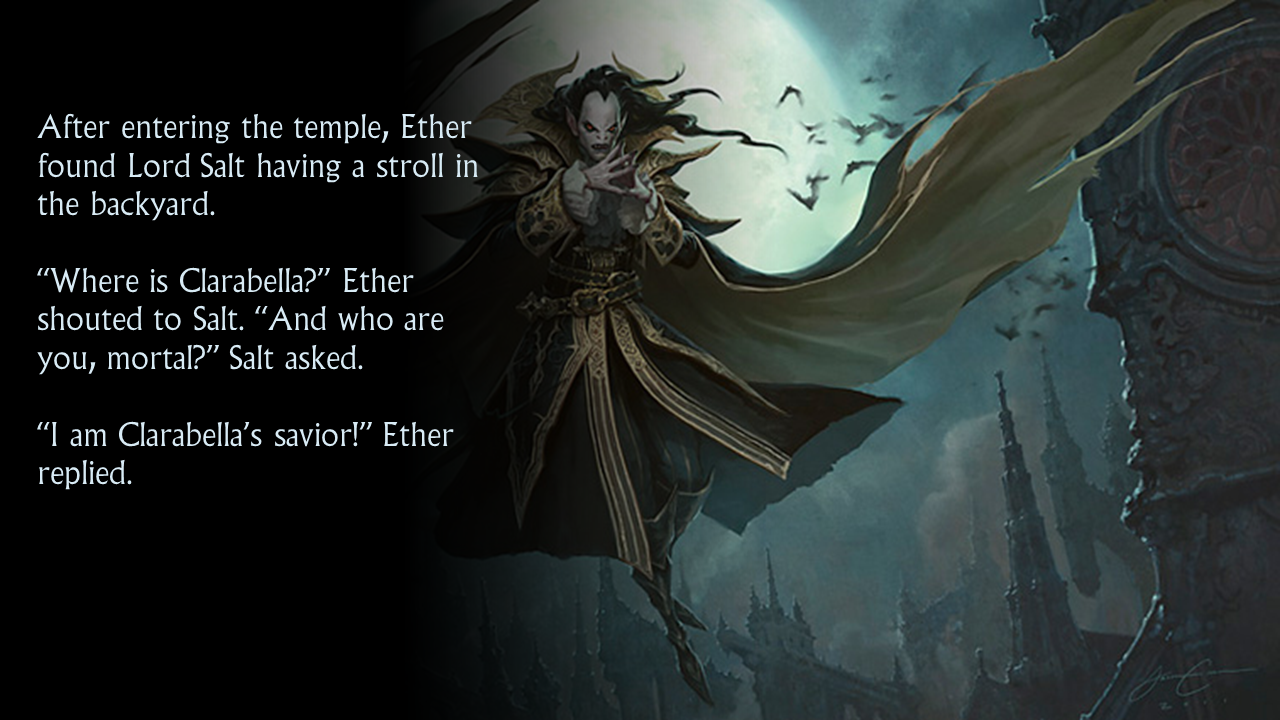 After entering the temple, Ether
found Lord Salt having a stroll in
the backyard.
“Where is Clarabella?” Ether
shouted to Salt. “And who are
you, mortal?” Salt asked.
“I am Clarabella’s savior!” Ether
replied.